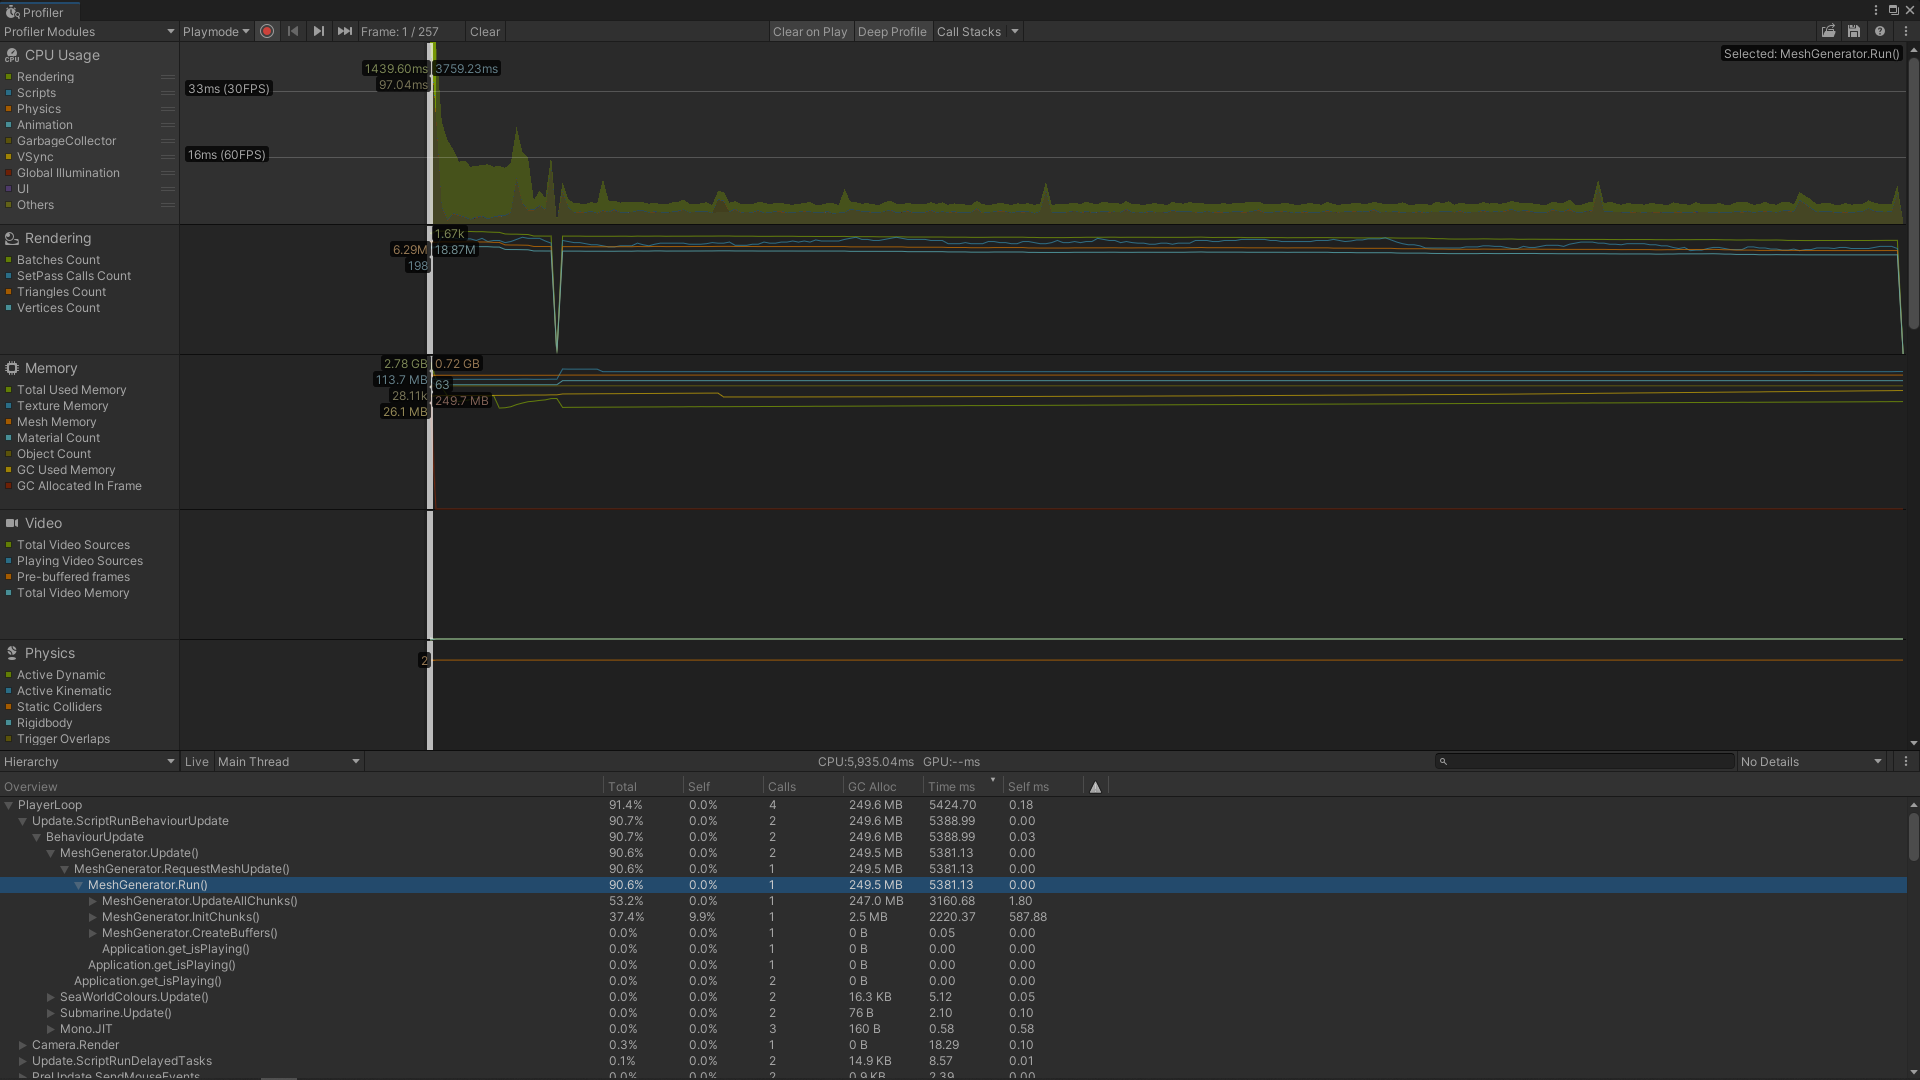 Profiler
Profiler Modules
Playmode
Frame: 1 / 257
Clear
Clear on Play
Deep Profile
Call Stacks
CPU Usage
Rendering
Scripts
Physics
Animation
GarbageCollector
VSync
Global Illumination
UI
Others
Selected: MeshGenerator.Run()
1439.60ms
3759.23ms
97.04ms
33ms (30FPS)
16ms (60FPS)
Rendering
Batches Count
SetPass Calls Count
Triangles Count
Vertices Count
1.67k
6.29M
18.87M
198
Memory
Total Used Memory
Texture Memory
Mesh Memory
Material Count
Object Count
GC Used Memory
GC Allocated In Frame
2.78 GB
0.72 GB
113.7 MB
63
28.11k
249.7 MB
26.1 MB
Video
Total Video Sources
Playing Video Sources
Pre-buffered frames
Total Video Memory
Physics
Active Dynamic
Active Kinematic
Static Colliders
Rigidbody
Trigger Overlaps
2
Hierarchy
Live
Main Thread
CPU:5,935.04ms GPU:--ms
No Details
Overview Total Self Calls GC Alloc Time ms Self ms
PlayerLoop 91.4% 0.0% 4 249.6 MB 5424.70 0.18
Update.ScriptRunBehaviourUpdate 90.7% 0.0% 2 249.6 MB 5388.99 0.00
BehaviourUpdate 90.7% 0.0% 2 249.6 MB 5388.99 0.03
MeshGenerator.Update() 90.6% 0.0% 2 249.5 MB 5381.13 0.00
MeshGenerator.RequestMeshUpdate() 90.6% 0.0% 1 249.5 MB 5381.13 0.00
MeshGenerator.Run() 90.6% 0.0% 1 249.5 MB 5381.13 0.00
MeshGenerator.UpdateAllChunks() 53.2% 0.0% 1 247.0 MB 3160.68 1.80
MeshGenerator.InitChunks() 37.4% 9.9% 1 2.5 MB 2220.37 587.88
MeshGenerator.CreateBuffers() 0.0% 0.0% 1 0 B 0.05 0.00
Application.get_isPlaying() 0.0% 0.0% 1 0 B 0.00 0.00
Application.get_isPlaying() 0.0% 0.0% 1 0 B 0.00 0.00
Application.get_isPlaying() 0.0% 0.0% 2 0 B 0.00 0.00
SeaWorldColours.Update() 0.0% 0.0% 2 16.3 KB 5.12 0.05
Submarine.Update() 0.0% 0.0% 2 76 B 2.10 0.10
Mono.JIT 0.0% 0.0% 3 160 B 0.58 0.58
Camera.Render 0.3% 0.0% 1 0 B 18.29 0.10
Update.ScriptRunDelayedTasks 0.1% 0.0% 2 14.9 KB 8.57 0.01
PreUpdate.SendMouseEvents 0.0% 0.0% 2 0.9 KB 2.39 0.00